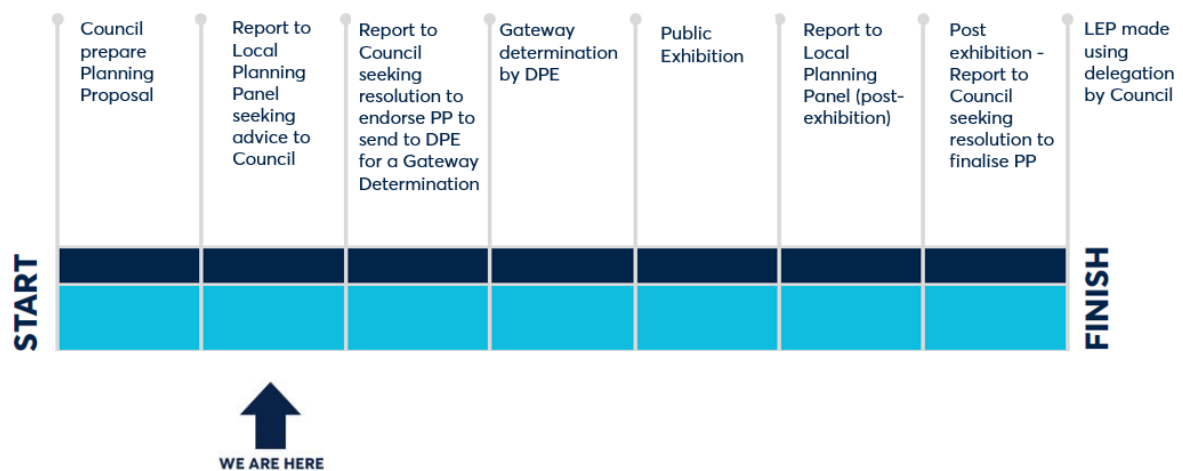 Council
prepare
Planning
Proposal
Report to
Local
Planning
Panel
seeking
advice to
Council
Report to
Council
seeking
resolution to
endorse PP to
send to DPE
for a Gateway
Determination
Gateway
determination
by DPE
Public
Exhibition
Report to
Local
Planning
Panel (post-
exhibition)
Post
exhibition -
Report to
Council
seeking
resolution to
finalise PP
LEP made
using
delegation
by Council
START
FINISH
WE ARE HERE